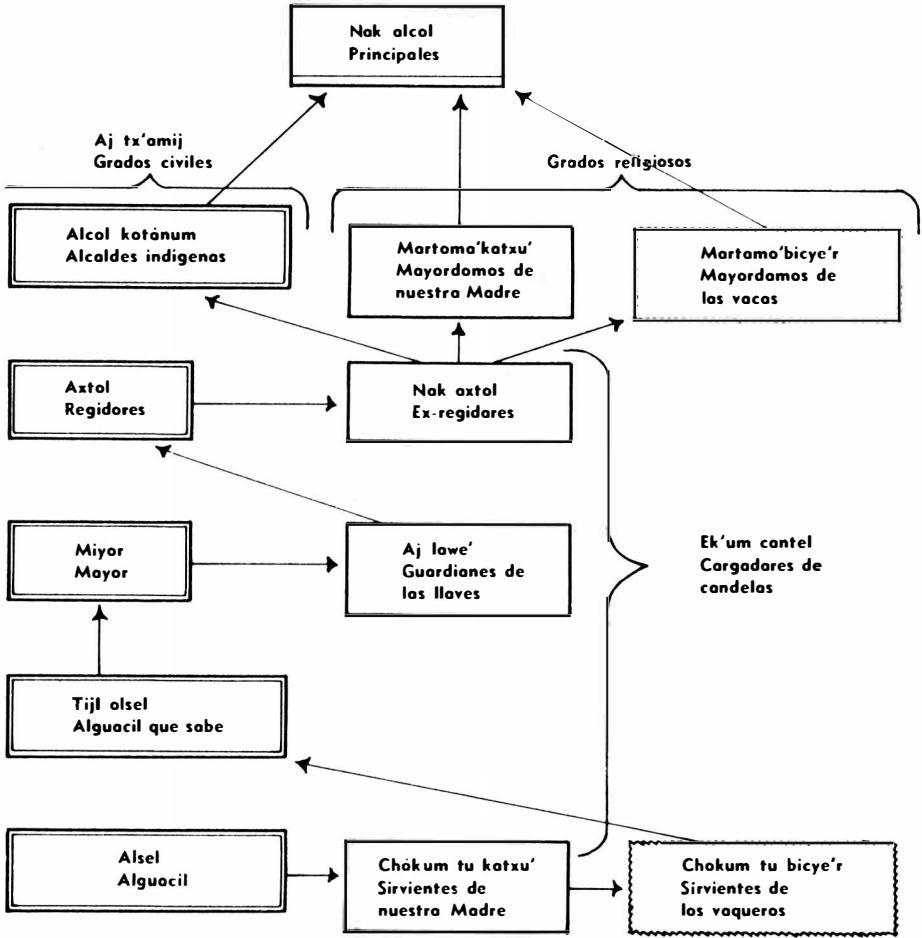 Nak alcol
Principales
Aj tx'amij
Grados civiles
Grados religiosos
Alcol kotánum
Alcaldes indígenas
Martoma'katxu'
Mayordomos de
nuestra Madre
Martamo'bicye'r
Mayordamos de
las vacas
Axtol
Regidores
Nak axtol
Ex-regidares
Miyor
Mayor
Aj lawe'
Guardianes de
las llaves
Ek'um cantel
Cargadares de
candelas
Tijl olsel
Alguacil que sabe
Alsel
Alguacil
Chókum tu katxu'
Sirvientes de
nuestra Madre
Chokum tu bicye'r
Sirvientes de
los vaqueros